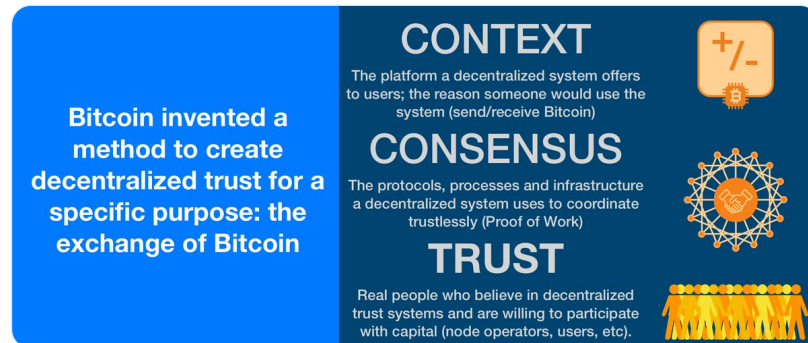 Bitcoin invented a
method to create
decentralized trust for a
specific purpose: the
exchange of Bitcoin
CONTEXT
The platform a decentralized system offers
to users; the reason someone would use the
system (send/receive Bitcoin)
+/-
CONSENSUS
The protocols, processes and infrastructure
a decentralized system uses to coordinate
trustlessly (Proof of Work)
TRUST
Real people who believe in decentralized
trust systems and are willing to participate
with capital (node operators, users, etc).